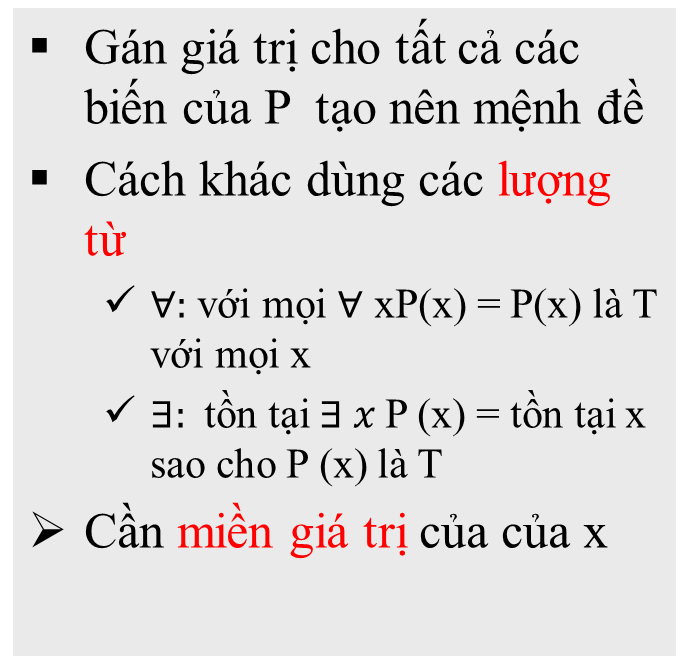 ▪ Gán giá trị cho tất cả các
biến của P tạo nên mệnh đề
▪ Cách khác dùng các lượng
từ
✓ ∀: với mọi ∀ xP(x) = P(x) là T
với mọi x
✓ ∃: tồn tại ∃ 𝑥 P (x) = tồn tại x
sao cho P (x) là T
➢ Cần miền giá trị của của x